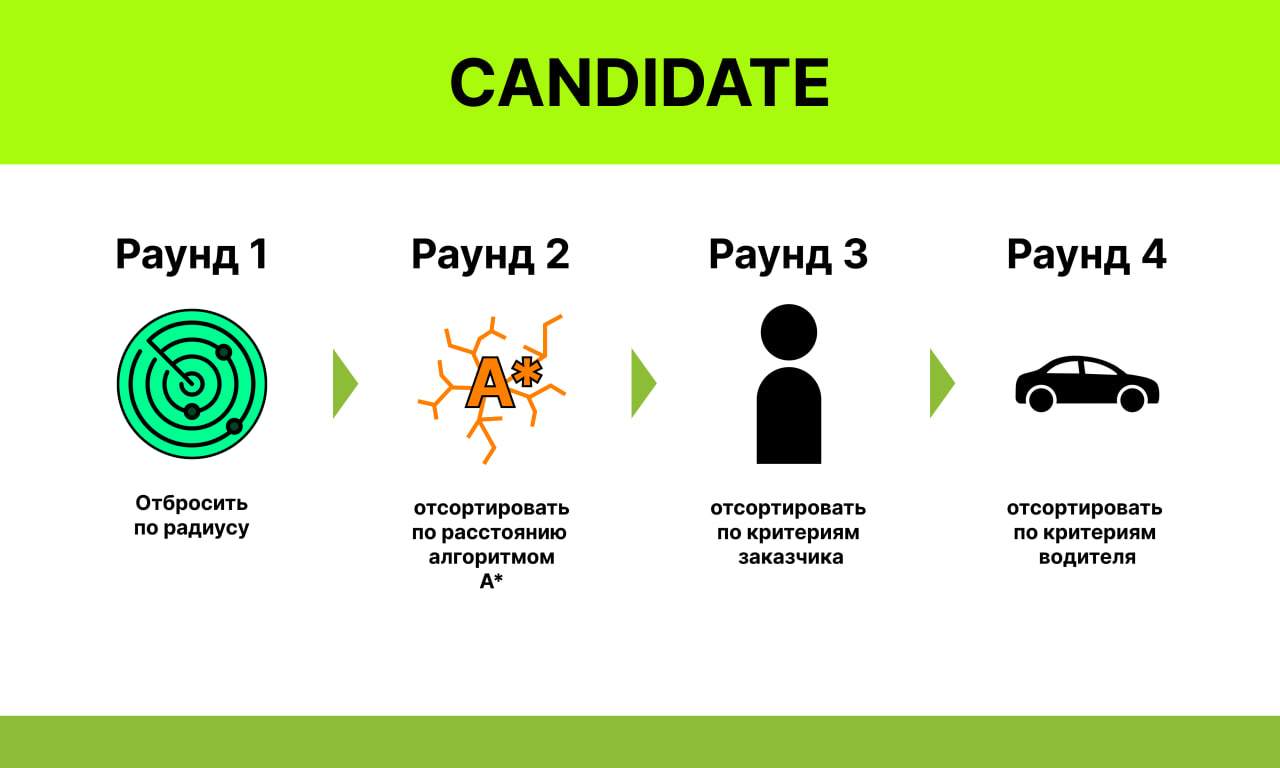 CANDIDATE
Раунд 1
Раунд 2
Раунд 3
Раунд 4
A*
Отбросить
по радиусу
отсортировать
по расстоянию
алгоритмом
A*
отсортировать
по критериям
заказчика
отсортировать
по критериям
водителя